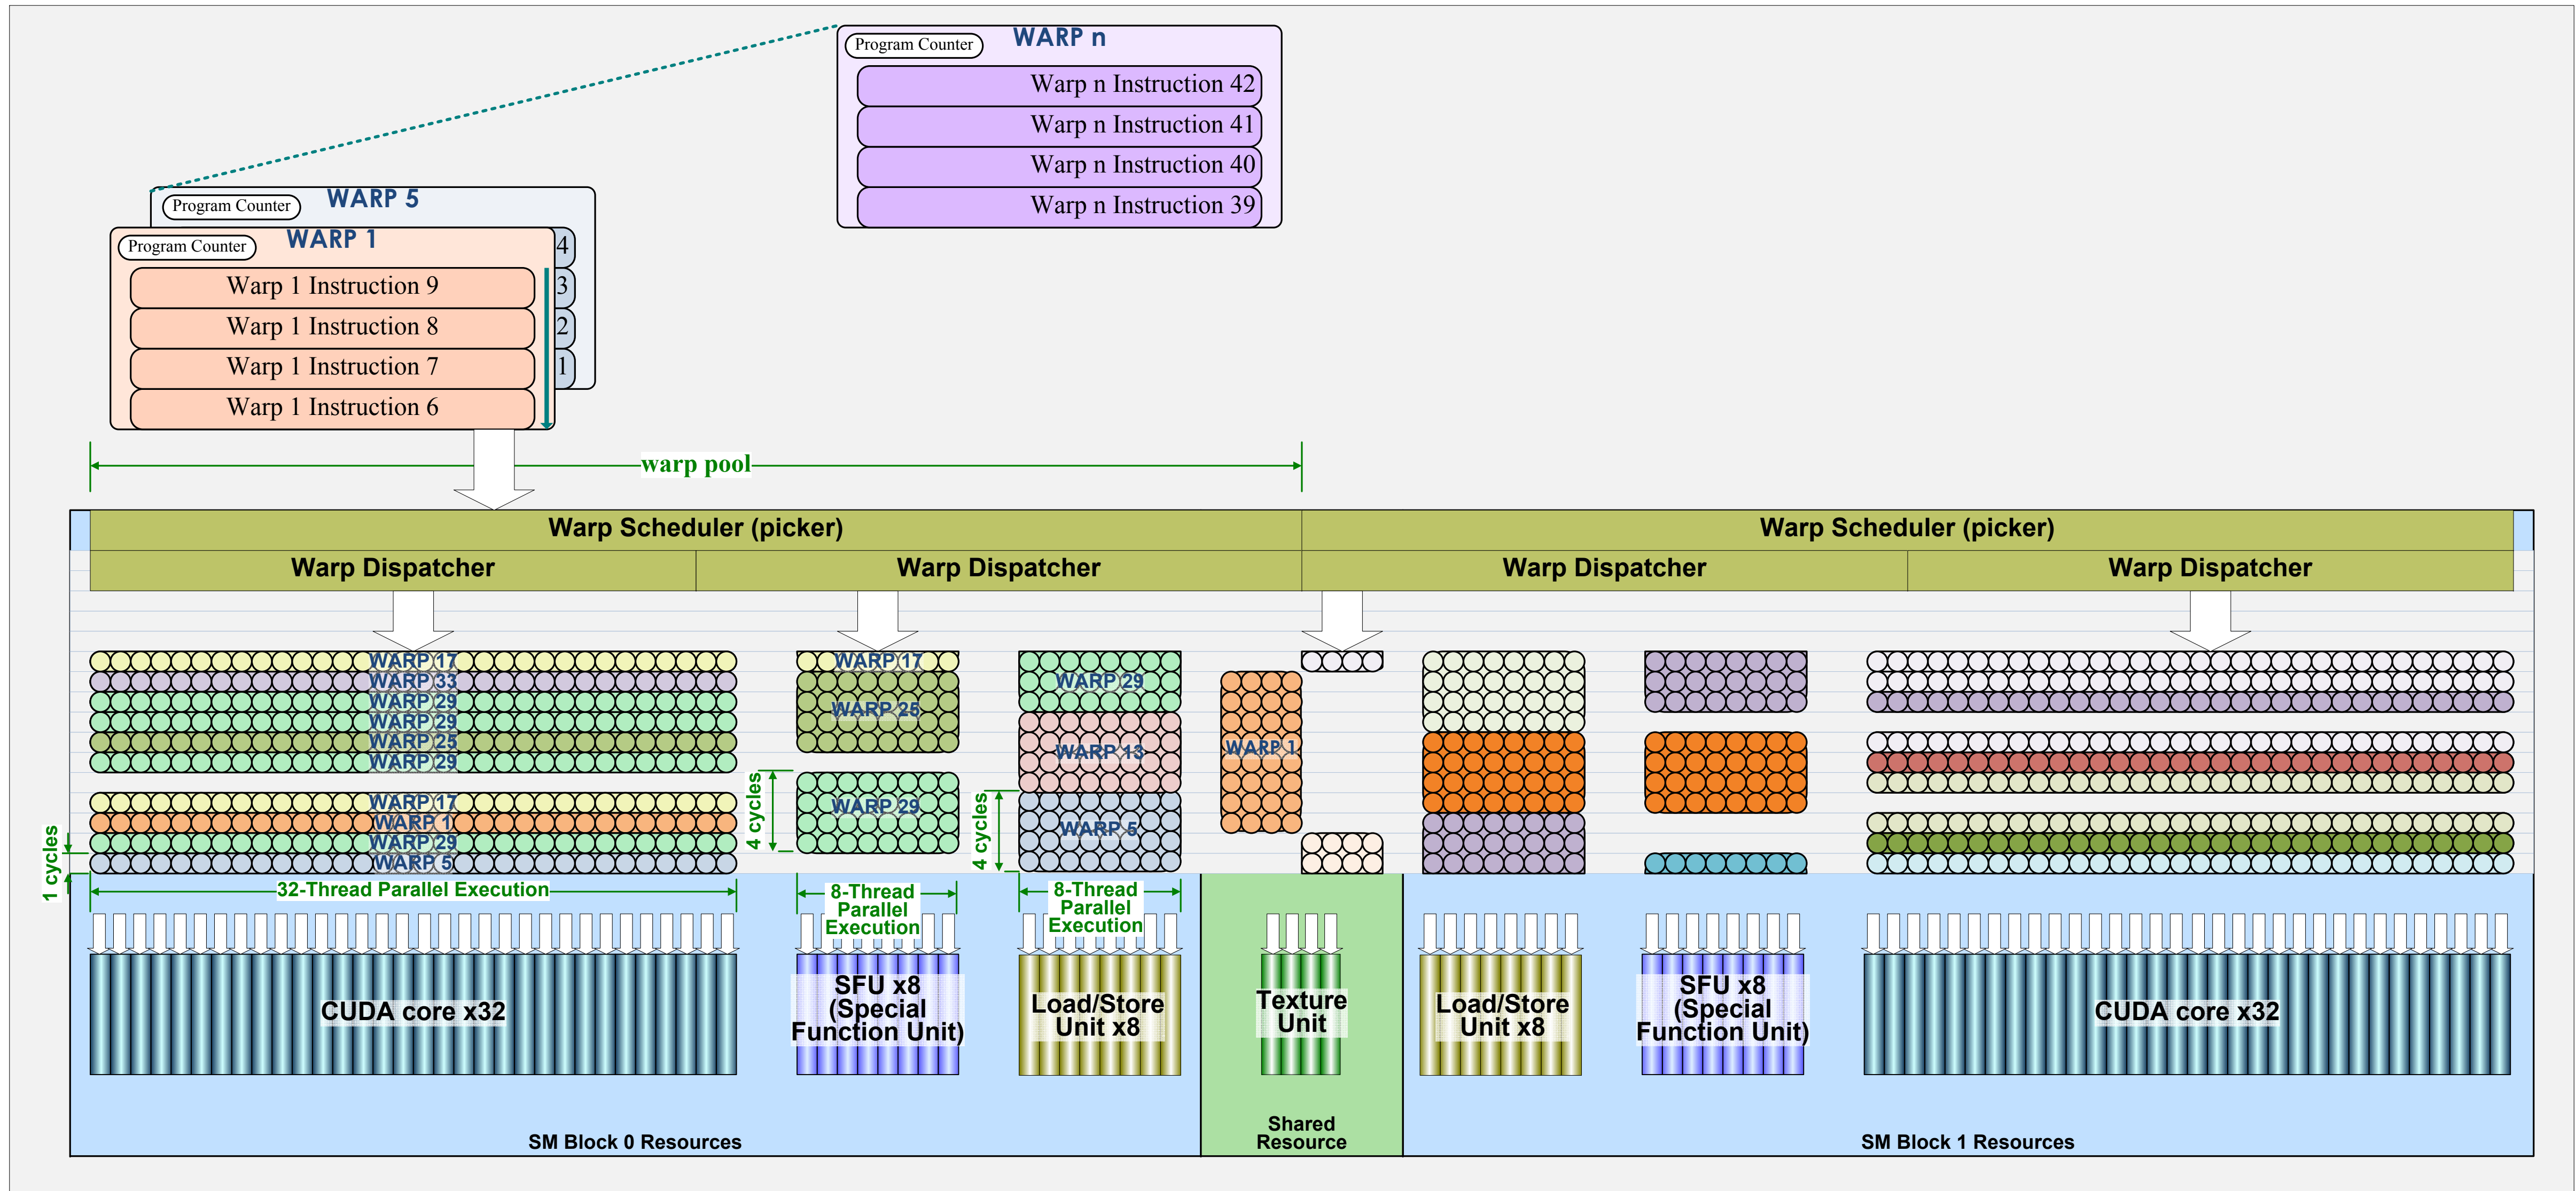 Program Counter
WARP n
Warp n Instruction 42
Warp n Instruction 41
Warp n Instruction 40
Warp n Instruction 39
Program Counter
WARP 5
4
3
2
1
Program Counter
WARP 1
Warp 1 Instruction 9
Warp 1 Instruction 8
Warp 1 Instruction 7
Warp 1 Instruction 6
warp pool
Warp Scheduler (picker)
Warp Scheduler (picker)
Warp Dispatcher
Warp Dispatcher
Warp Dispatcher
Warp Dispatcher
WARP 17
WARP 33
WARP 29
WARP 29
WARP 25
WARP 29
WARP 17
WARP 1
WARP 29
WARP 5
1 cycles
32-Thread Parallel Execution
WARP 17
WARP 25
WARP 29
4 cycles
8-Thread
Parallel
Execution
WARP 29
WARP 13
WARP 5
4 cycles
8-Thread
Parallel
Execution
WARP 1
CUDA core x32
SFU x8
(Special
Function Unit)
Load/Store
Unit x8
Texture
Unit
Load/Store
Unit x8
SFU x8
(Special
Function Unit)
CUDA core x32
SM Block 0 Resources
Shared
Resource
SM Block 1 Resources